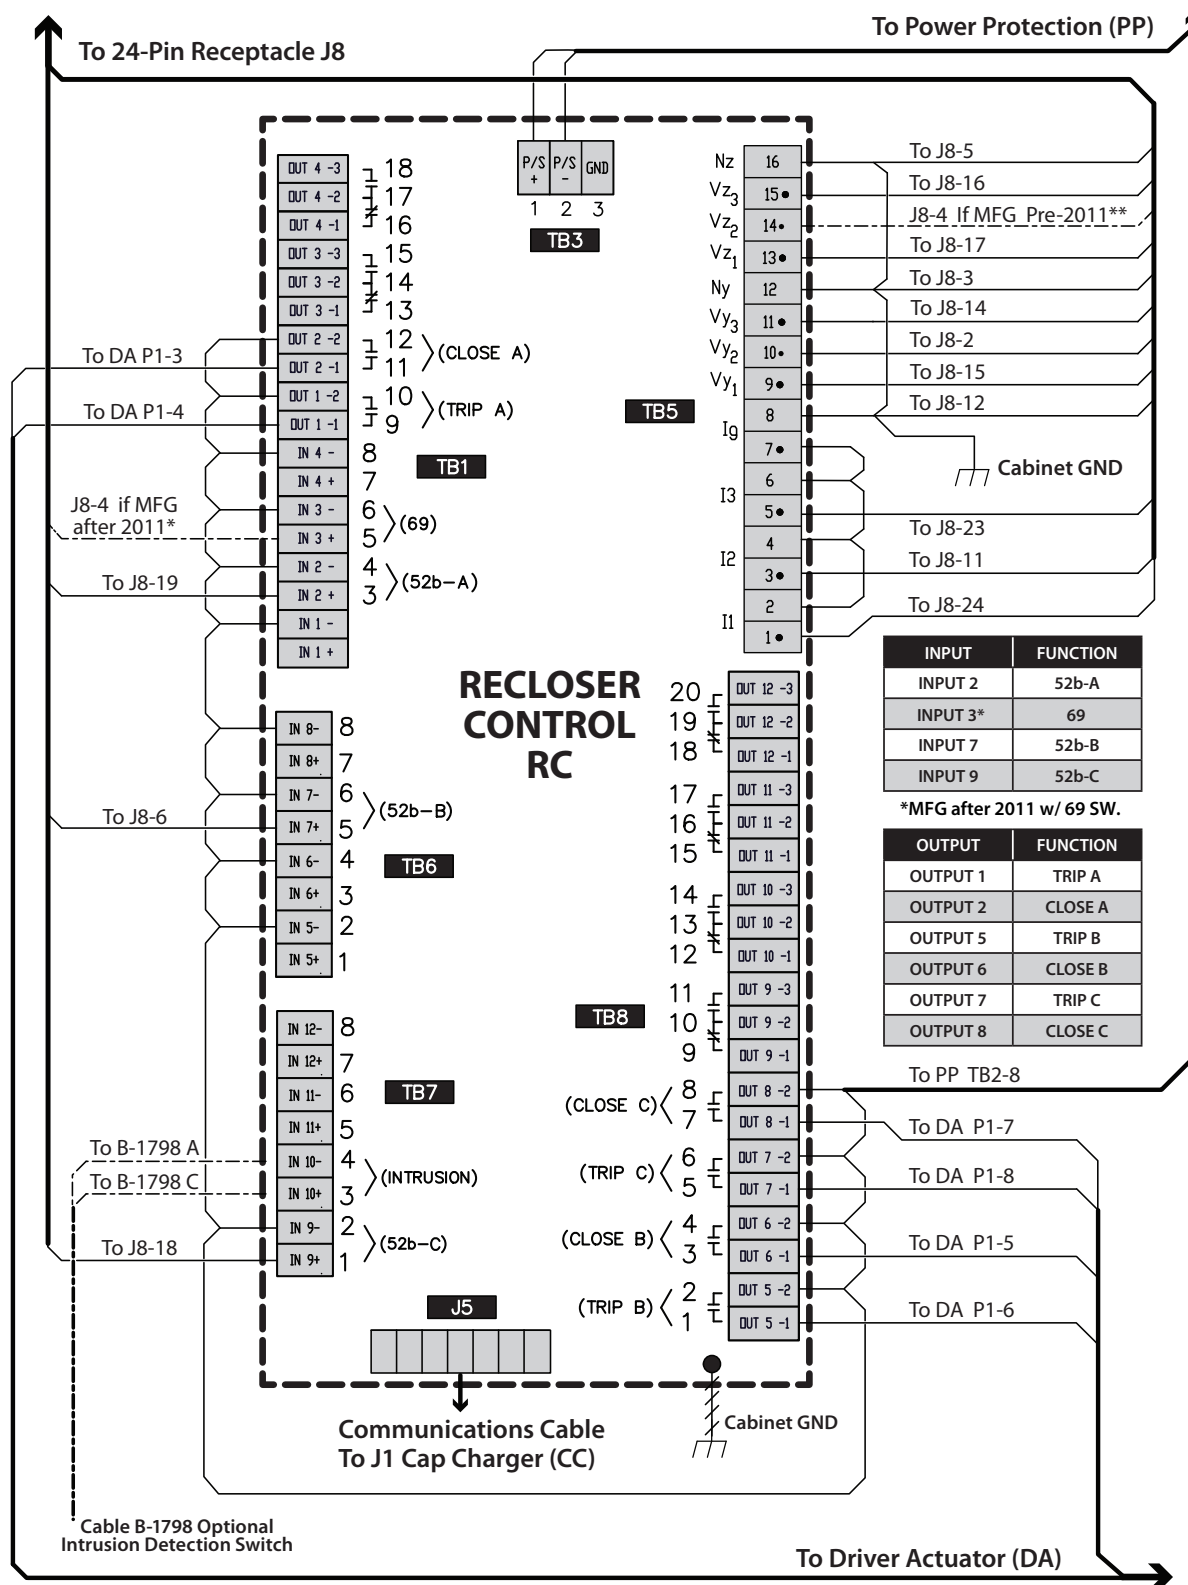 To Power Protection (PP)
To 24-Pin Receptacle J8
P/S + P/S - GND
1 2 3
TB3
OUT 4 -3 18
OUT 4 -2 17
OUT 4 -1 16
OUT 3 -3 15
OUT 3 -2 14
OUT 3 -1 13
OUT 2 -2 12
To DA P1-3 OUT 2 -1 11 (CLOSE A)
OUT 1 -2 10
To DA P1-4 OUT 1 -1 9 (TRIP A)
IN 4 - 8
IN 4 + 7
TB1
IN 3 - 6
J8-4 if MFG
after 2011* IN 3 + 5 (69)
IN 2 - 4
To J8-19 IN 2 + 3 (52b-A)
IN 1 -
IN 1 +
Nz 16 To J8-5
Vz3 15 To J8-16
Vz2 14 J8-4 If MFG Pre-2011**
Vz1 13 To J8-17
Ny 12 To J8-3
Vy3 11 To J8-14
Vy2 10 To J8-2
Vy1 9 To J8-15
TB5
8 To J8-12
Ig
7 Cabinet GND
6
I3
5 To J8-23
4
I2
3 To J8-11
2
I1
1 To J8-24
RECLOSER
CONTROL
RC
INPUT FUNCTION
INPUT 2 52b-A
INPUT 3* 69
INPUT 7 52b-B
INPUT 9 52b-C
*MFG after 2011 w/ 69 SW.
OUTPUT FUNCTION
OUTPUT 1 TRIP A
OUTPUT 2 CLOSE A
OUTPUT 5 TRIP B
OUTPUT 6 CLOSE B
OUTPUT 7 TRIP C
OUTPUT 8 CLOSE C
IN 8- 8
IN 8+ 7
IN 7- 6
To J8-6 IN 7+ 5 (52b-B)
IN 6- 4
TB6
IN 6+ 3
IN 5- 2
IN 5+ 1
IN 12- 8
IN 12+ 7
IN 11- 6
TB7
IN 11+ 5
To B-1798 A IN 10- 4
To B-1798 C IN 10+ 3 (INTRUSION)
IN 9- 2
To J8-18 IN 9+ 1 (52b-C)
20 OUT 12 -3
19 OUT 12 -2
18 OUT 12 -1
17 OUT 11 -3
16 OUT 11 -2
15 OUT 11 -1
14 OUT 10 -3
13 OUT 10 -2
12 OUT 10 -1
11 OUT 9 -3
TB8
10 OUT 9 -2
9 OUT 9 -1
(CLOSE C) 8 OUT 8 -2 To PP TB2-8
7 OUT 8 -1 To DA P1-7
(TRIP C) 6 OUT 7 -2
5 OUT 7 -1 To DA P1-8
(CLOSE B) 4 OUT 6 -2
3 OUT 6 -1 To DA P1-5
(TRIP B) 2 OUT 5 -2
1 OUT 5 -1 To DA P1-6
J5
Communications Cable
To J1 Cap Charger (CC)
Cabinet GND
Cable B-1798 Optional
Intrusion Detection Switch
To Driver Actuator (DA)